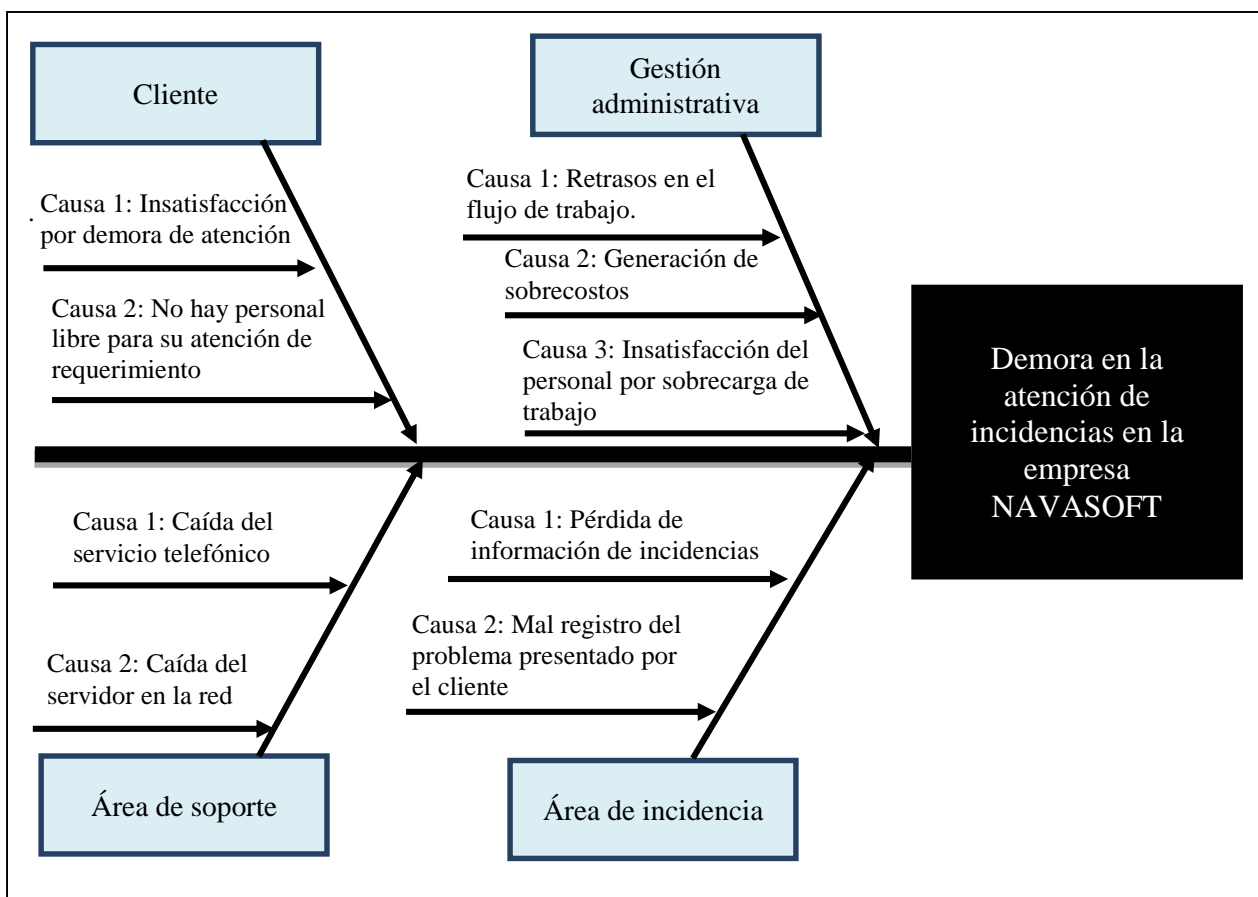 Cliente
Gestión
administrativa
Causa 1: Insatisfacción
por demora de atención
.
Causa 2: No hay personal
libre para su atención de
requerimiento
Causa 1: Retrasos en el
flujo de trabajo.
Causa 2: Generación de
sobrecostos
Causa 3: Insatisfacción del
personal por sobrecarga de
trabajo
Demora en la
atención de
incidencias en la
empresa
NAVASOFT
Causa 1: Caída del
servicio telefónico
Causa 2: Caída del
servidor en la red
Causa 1: Pérdida de
información de incidencias
Causa 2: Mal registro del
problema presentado por
el cliente
Área de soporte
Área de incidencia